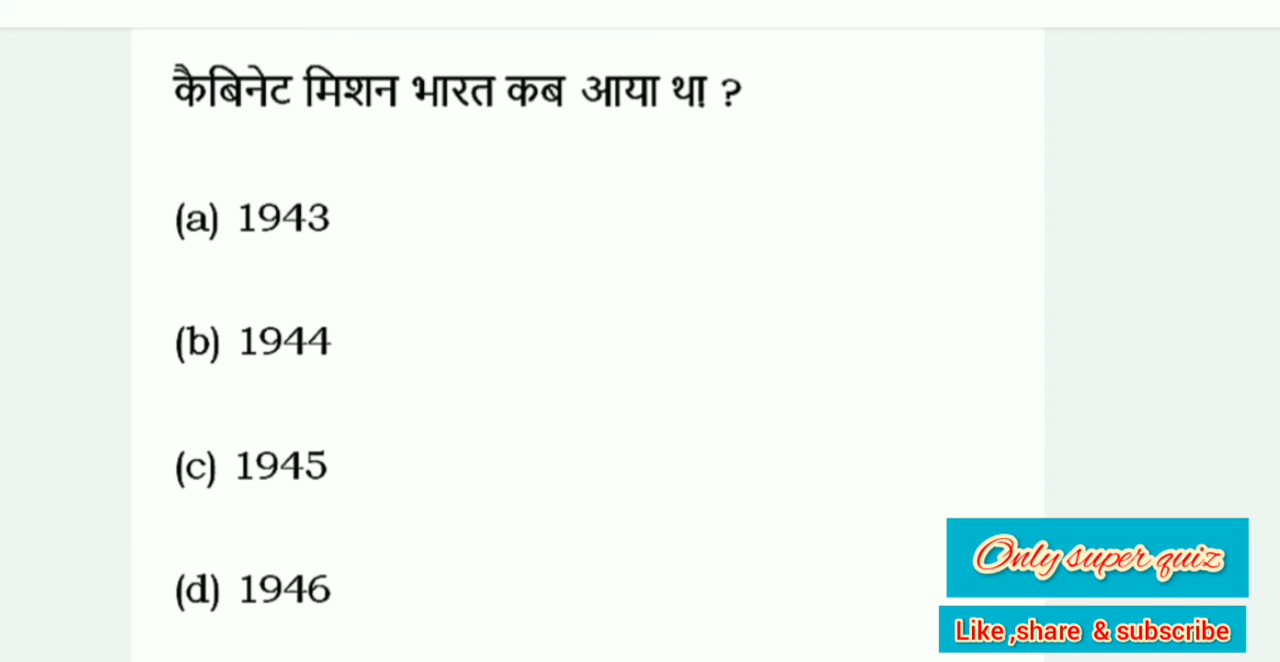 कैबिनेट मिशन भारत कब आया था ?
(a) 1943
(b) 1944
(c) 1945
(d) 1946
Only super quiz
Like ,share & subscribe